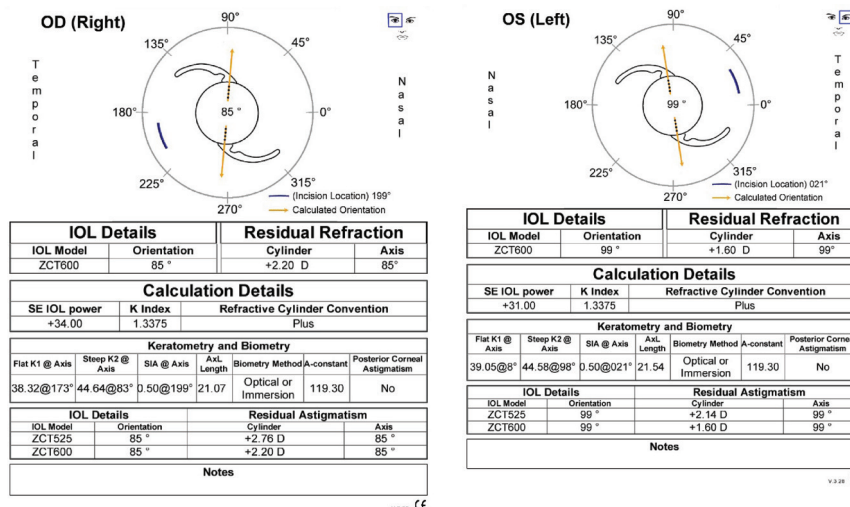 OD (Right)
90°
135°
45°
Temporal
Nasal
180°
85 °
0°
225°
315°
270°
(Incision Location) 199°
Calculated Orientation
IOL Details Residual Refraction
IOL Model Orientation Cylinder Axis
ZCT600 85 ° +2.20 D 85°
Calculation Details
SE IOL power K Index Refractive Cylinder Convention
+34.00 1.3375 Plus
Keratometry and Biometry
Flat K1 @ Axis Steep K2 @ Axis SIA @ Axis AxL Length Biometry Method A-constant Posterior Corneal Astigmatism
38.32@173° 44.64@83° 0.50@199° 21.07 Optical or Immersion 119.30 No
IOL Details Residual Astigmatism
IOL Model Orientation Cylinder Axis
ZCT525 85 ° +2.76 D 85 °
ZCT600 85 ° +2.20 D 85 °
Notes
CE
OS (Left)
90°
135°
45°
Nasal
Temporal
180°
99 °
0°
225°
315°
270°
(Incision Location) 021°
Calculated Orientation
IOL Details Residual Refraction
IOL Model Orientation Cylinder Axis
ZCT600 99 ° +1.60 D 99°
Calculation Details
SE IOL power K Index Refractive Cylinder Convention
+31.00 1.3375 Plus
Keratometry and Biometry
Flat K1 @ Axis Steep K2 @ Axis SIA @ Axis AxL Length Biometry Method A-constant Posterior Corneal Astigmatism
39.05@8° 44.58@98° 0.50@021° 21.54 Optical or Immersion 119.30 No
IOL Details Residual Astigmatism
IOL Model Orientation Cylinder Axis
ZCT525 99 ° +2.14 D 99 °
ZCT600 99 ° +1.60 D 99 °
Notes
V.3 28